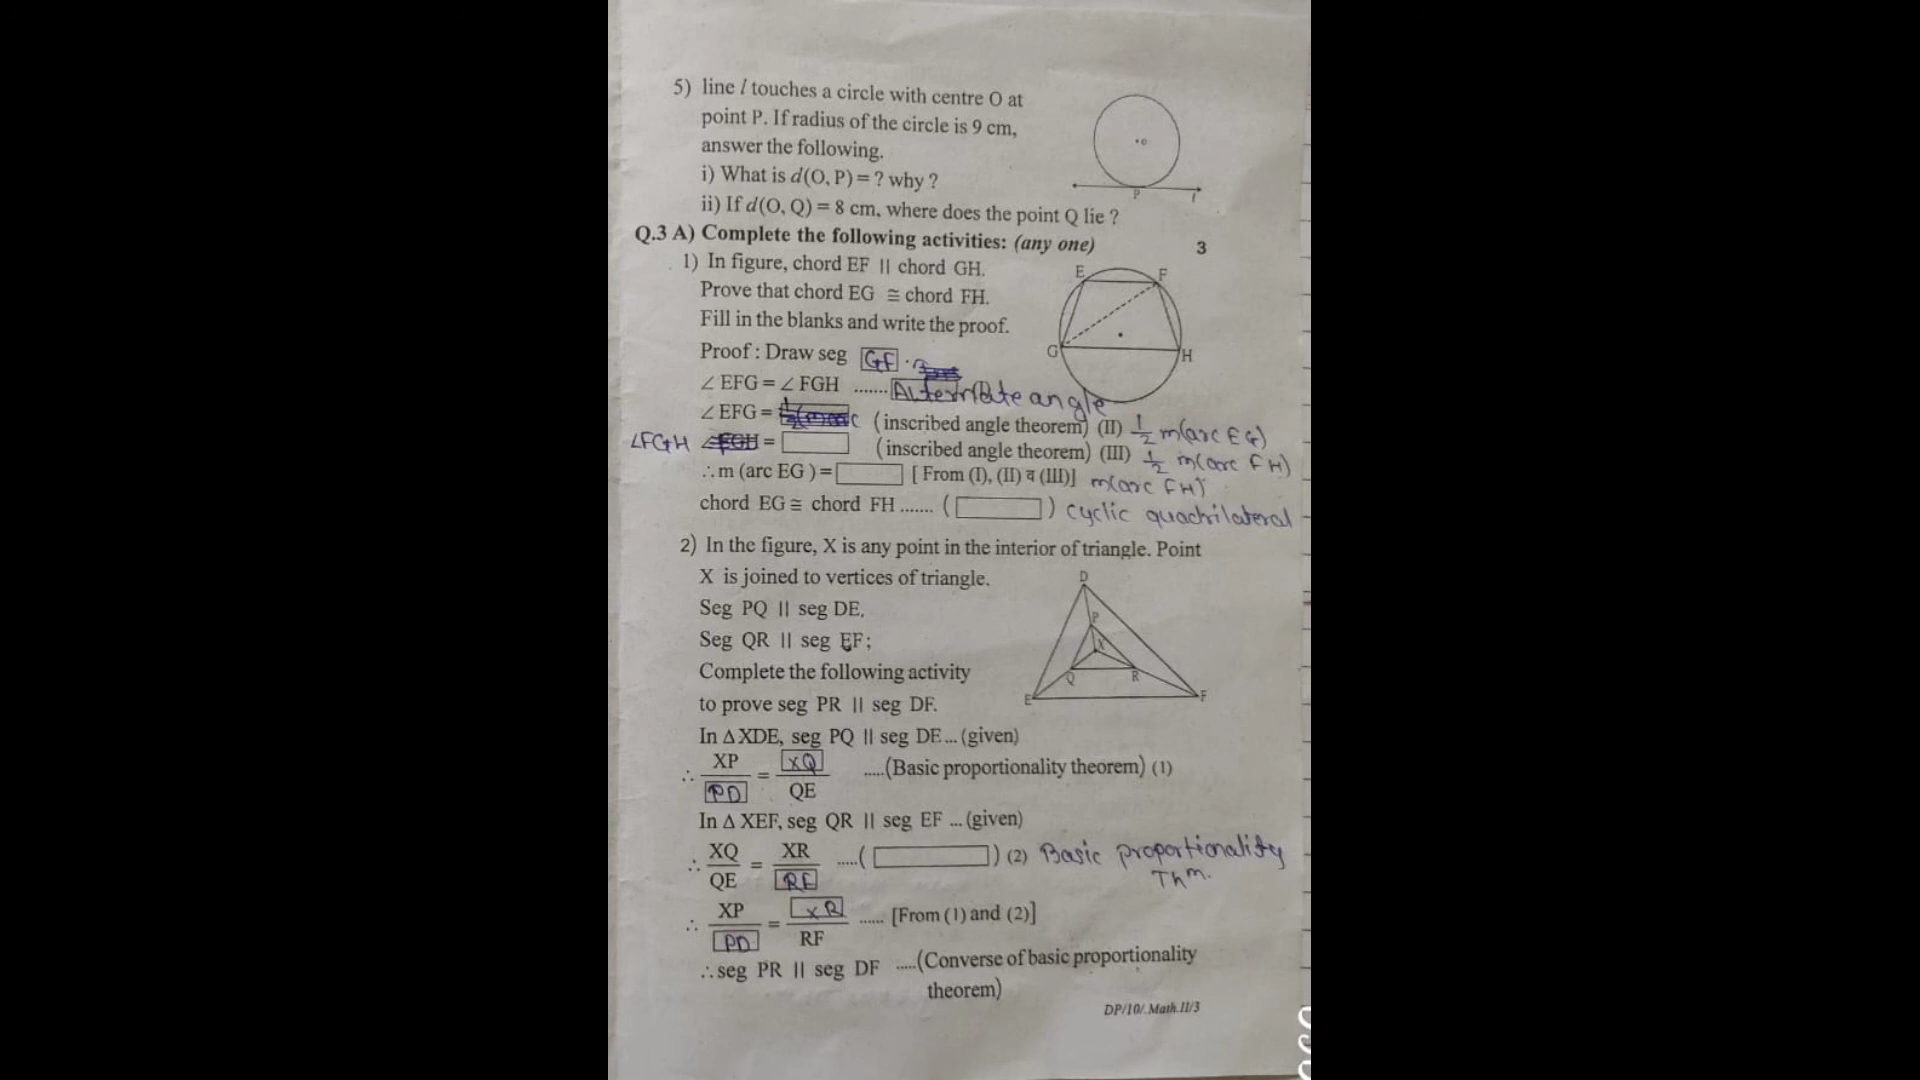 5) line l touches a circle with centre O at
point P. If radius of the circle is 9 cm,
answer the following.
i) What is d(O, P) = ? why ?
ii) If d(O, Q) = 8 cm, where does the point Q lie ?
O
P
l
Q.3 A) Complete the following activities: (any one) 3
1) In figure, chord EF || chord GH.
Prove that chord EG ≅ chord FH.
Fill in the blanks and write the proof.
E
F
G
H
Proof : Draw seg GF .
∠ EFG = ∠ FGH ....... Alternate angle
∠ EFG = (inscribed angle theorem) (II) 1/2 m(arc EG)
∠FGH = (inscribed angle theorem) (III) 1/2 m(arc FH)
∴ m (arc EG ) = [ From (I), (II) व (III)] m(arc FH)
chord EG ≅ chord FH ....... ( ) cyclic quadrilateral
2) In the figure, X is any point in the interior of triangle. Point
X is joined to vertices of triangle.
Seg PQ || seg DE,
Seg QR || seg EF;
Complete the following activity
to prove seg PR || seg DF.
D
P
X
Q
R
E
F
In Δ XDE, seg PQ || seg DE ... (given)
∴ XP/PD = XQ/QE .....(Basic proportionality theorem) (1)
In Δ XEF, seg QR || seg EF ... (given)
∴ XQ/QE = XR/RF .....( ) (2) Basic proportionality
Thm.
∴ XP/PD = XR/RF ...... [From (1) and (2)]
∴ seg PR || seg DF .....(Converse of basic proportionality
theorem)
DP/10/.Math.II/3